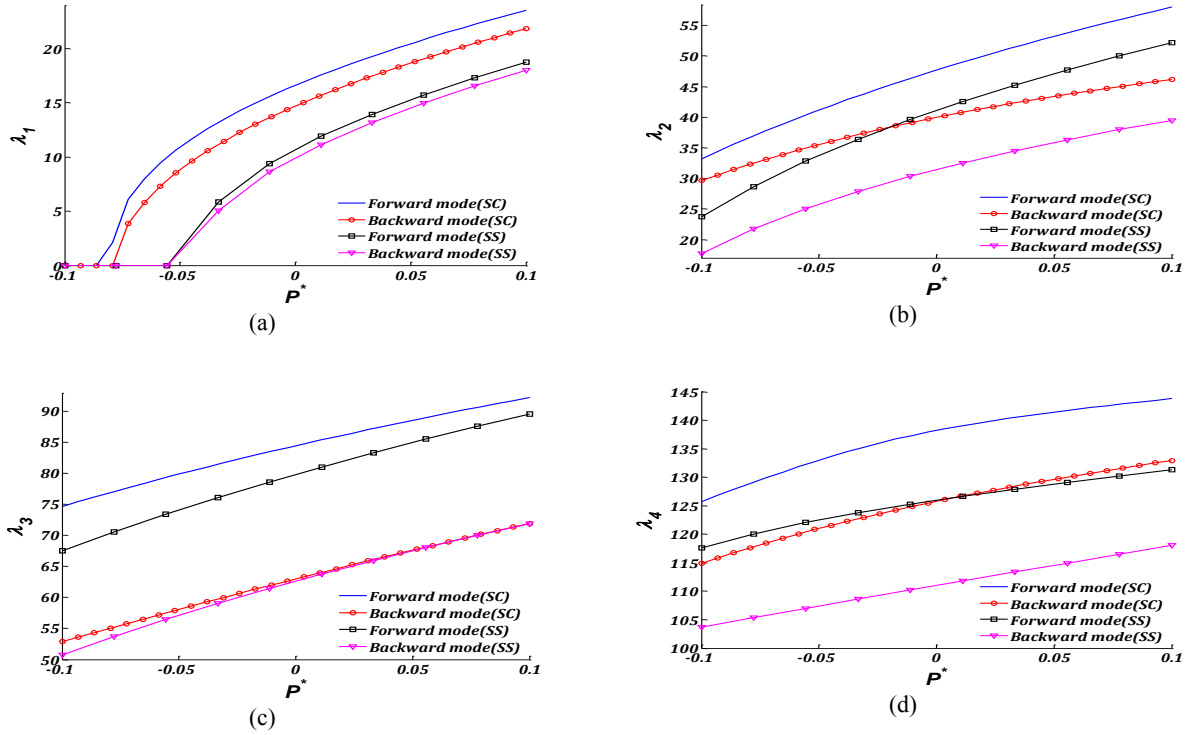 λ1
20
15
10
5
0
-0.1
-0.05
0
0.05
0.1
P*
Forward mode(SC)
Backward mode(SC)
Forward mode(SS)
Backward mode(SS)
(a)
λ2
55
50
45
40
35
30
25
20
-0.1
-0.05
0
0.05
0.1
P*
Forward mode(SC)
Backward mode(SC)
Forward mode(SS)
Backward mode(SS)
(b)
λ3
90
85
80
75
70
65
60
55
50
-0.1
-0.05
0
0.05
0.1
P*
Forward mode(SC)
Backward mode(SC)
Forward mode(SS)
Backward mode(SS)
(c)
λ4
145
140
135
130
125
120
115
110
105
100
-0.1
-0.05
0
0.05
0.1
P*
Forward mode(SC)
Backward mode(SC)
Forward mode(SS)
Backward mode(SS)
(d)